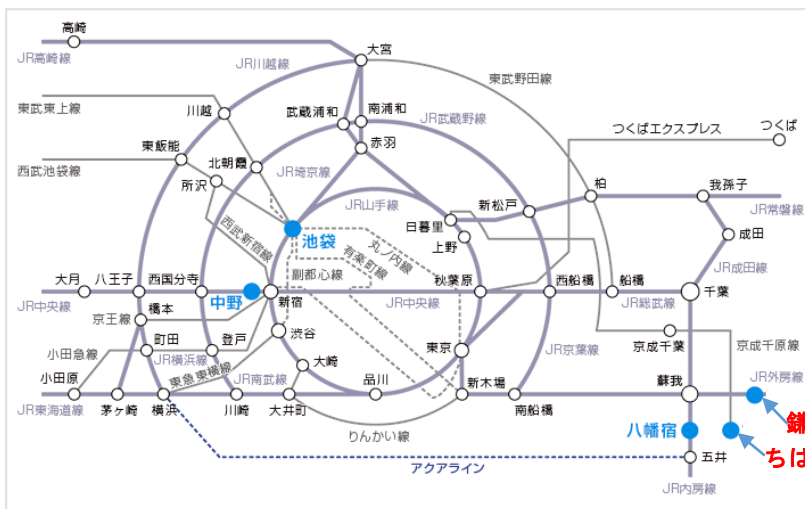 高崎
JR高崎線
大宮
JR川越線
東武野田線
東武東上線
川越
武蔵浦和
南浦和
JR武蔵野線
つくばエクスプレス
つくば
赤羽
東飯能
西武池袋線
北朝霞
所沢
JR埼京線
JR山手線
新松戸
柏
我孫子
JR常磐線
日暮里
上野
成田
JR成田線
池袋
西武新宿線
丸ノ内線
有楽町線
副都心線
大月
八王子
西国分寺
中野
新宿
秋葉原
西船橋
船橋
千葉
JR中央線
JR中央線
JR総武線
橋本
京王線
渋谷
東京
JR京葉線
京成千葉
京成千原線
町田
登戸
小田急線
JR横浜線
東急東横線
大崎
小田原
JR南武線
品川
新木場
蘇我
JR外房線
JR東海道線
茅ヶ崎
横浜
川崎
大井町
南船橋
りんかい線
鎌
八幡宿
ちは
アクアライン
五井
JR内房線